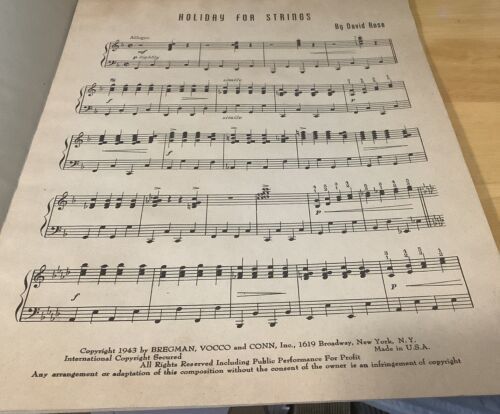 HOLIDAY FOR STRINGS
By David Rose
Allegro
mf
p lightly
simile
f
simile
p
f
p
p
f
p
Copyright 1943 by BREGMAN, VOCCO and CONN, Inc., 1619 Broadway, New York, N.Y.
International Copyright Secured Made in U.S.A.
All Rights Reserved Including Public Performance For Profit
Any arrangement or adaptation of this composition without the consent of the owner is an infringement of copyright